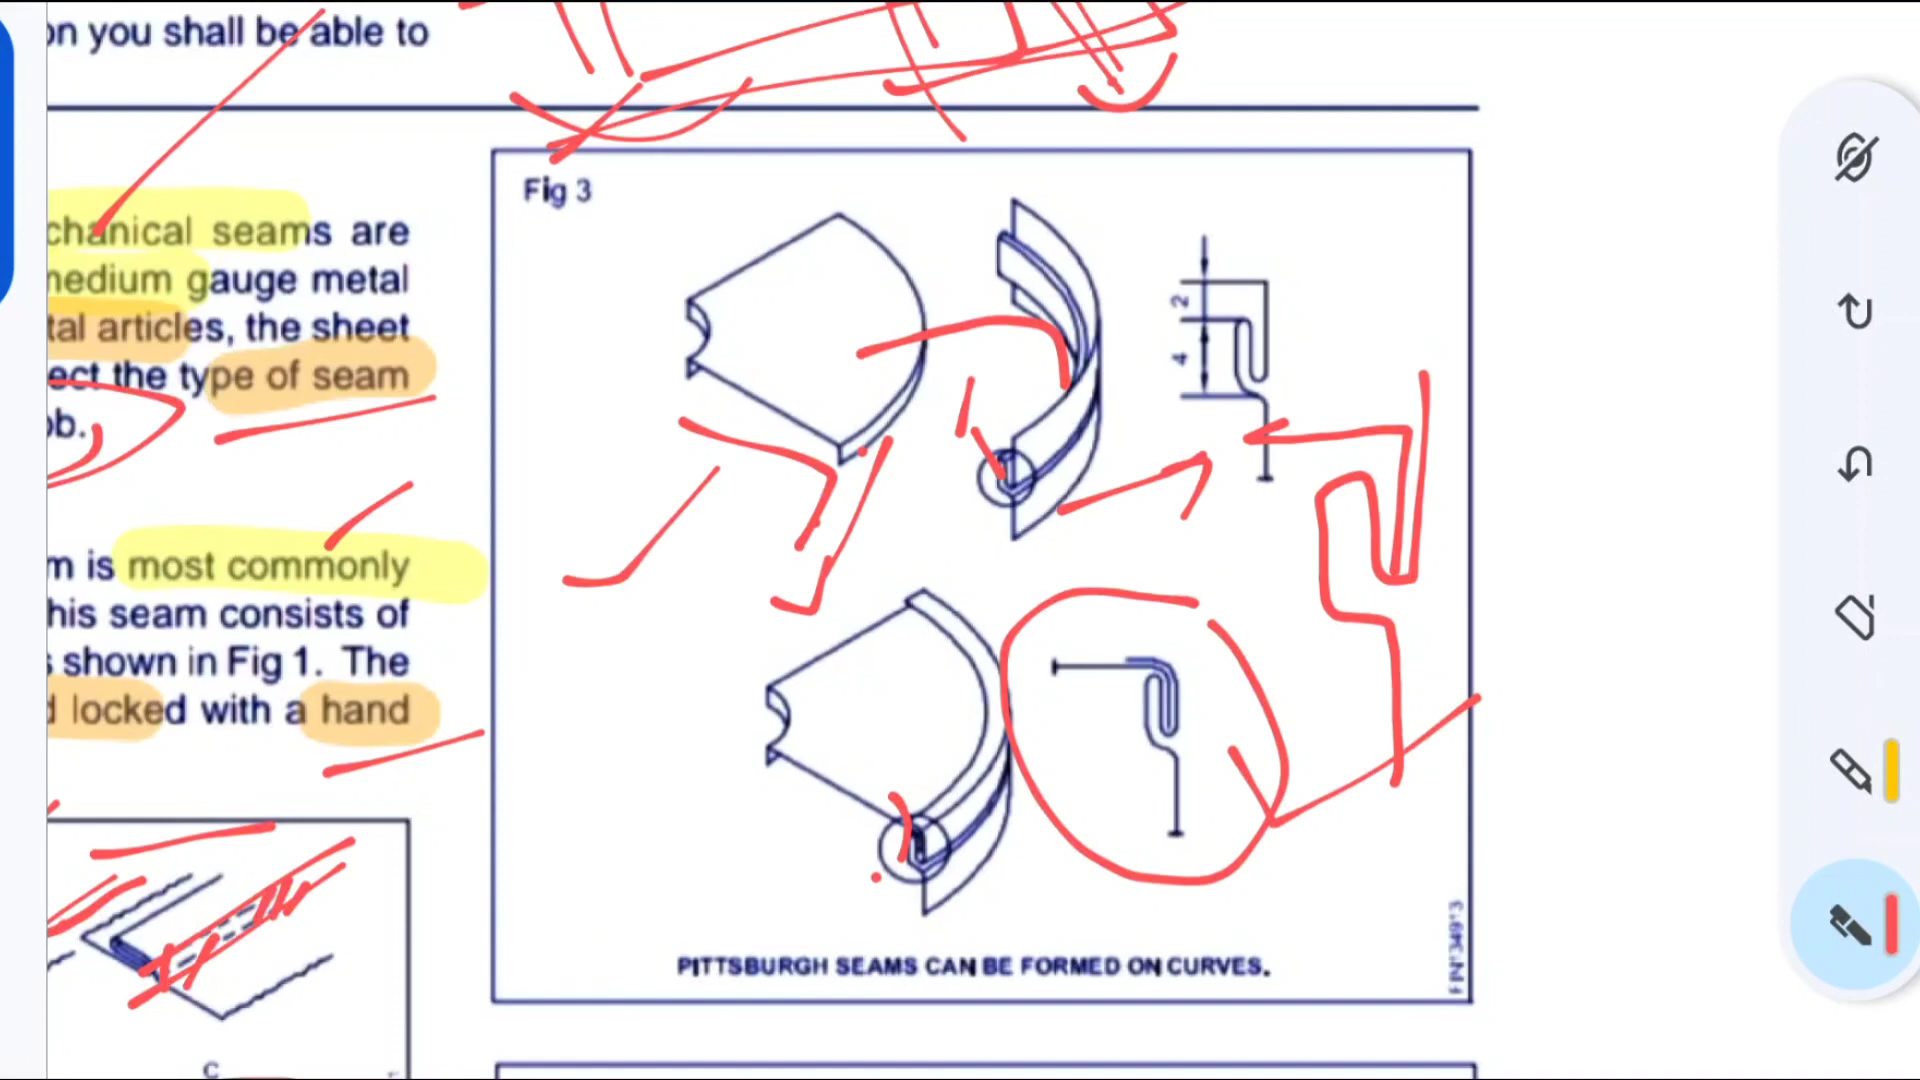 on you shall be able to
chanical seams are
medium gauge metal
tal articles, the sheet
ect the type of seam
ob.
m is most commonly
his seam consists of
s shown in Fig 1. The
d locked with a hand
C
Fig 3
2
4
PITTSBURGH SEAMS CAN BE FORMED ON CURVES.